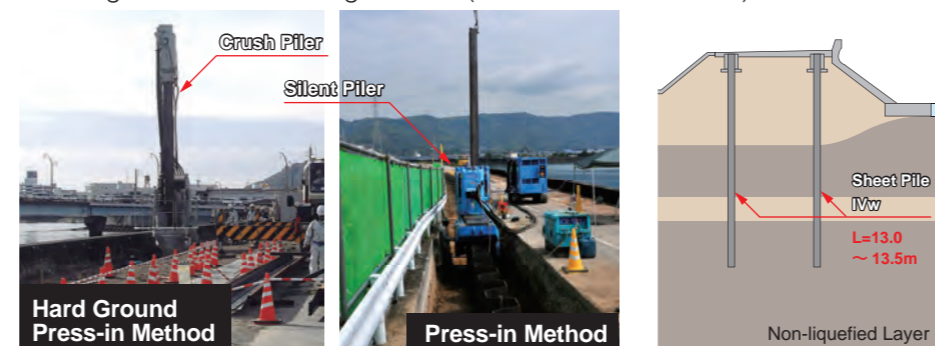 Crush Piler
Silent Piler
Hard Ground
Press-in Method
Press-in Method
Sheet Pile
IVw
L=13.0
～ 13.5m
Non-liquefied Layer